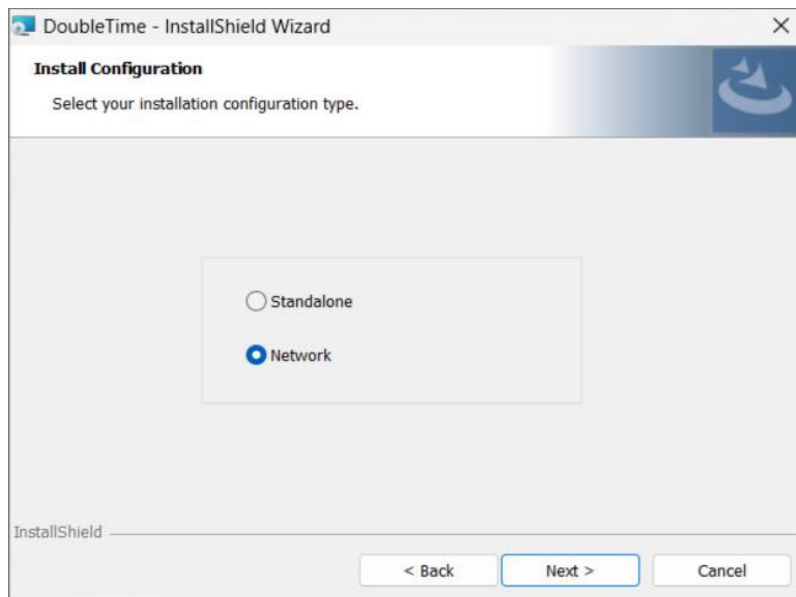 DoubleTime - InstallShield Wizard
Install Configuration
Select your installation configuration type.
Standalone
Network
InstallShield
< Back
Next >
Cancel